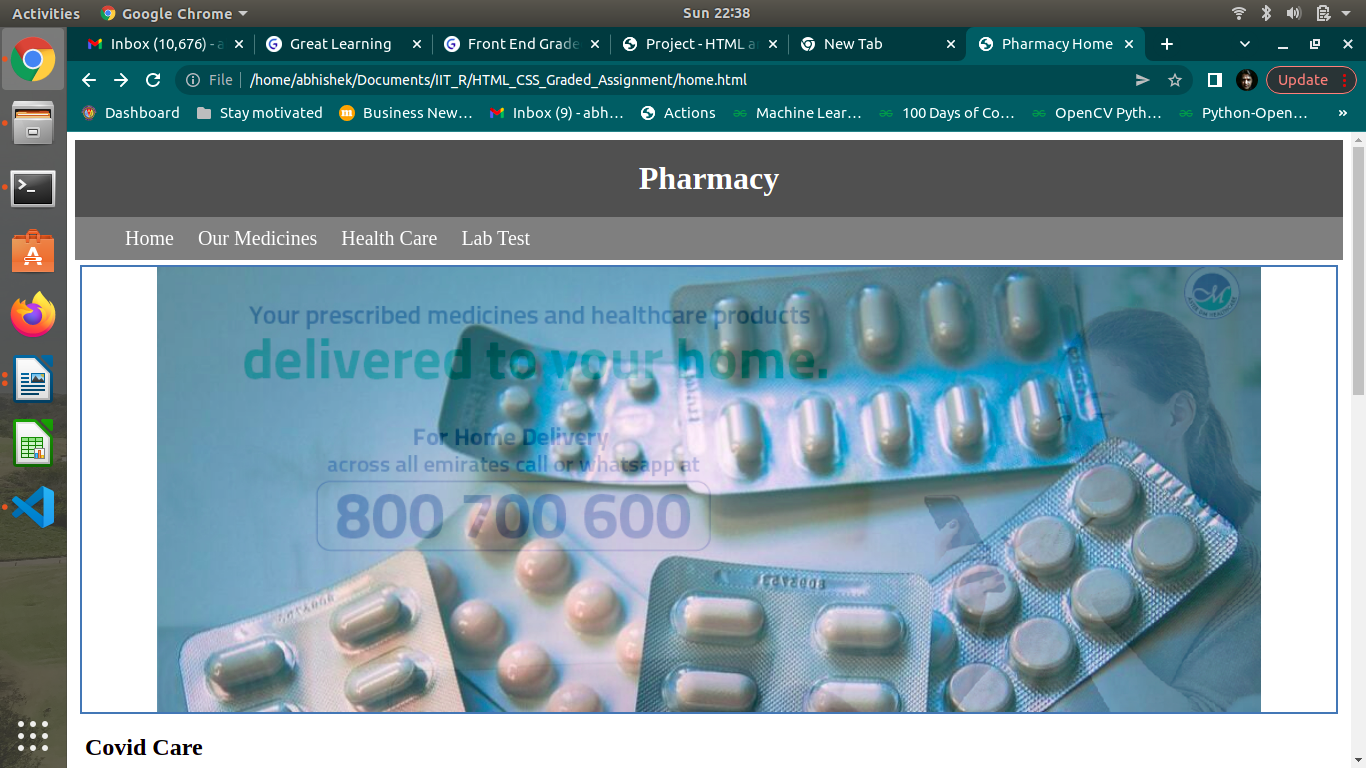 Activities Google Chrome Sun 22:38
Inbox (10,676) - a Great Learning Front End Grade Project - HTML a New Tab Pharmacy Home
File /home/abhishek/Documents/IIT_R/HTML_CSS_Graded_Assignment/home.html Update
Dashboard Stay motivated Business New… Inbox (9) - abh… Actions Machine Lear… 100 Days of Co… OpenCV Pyth… Python-Open… »
Pharmacy
Home Our Medicines Health Care Lab Test
Your prescribed medicines and healthcare products
delivered to your home.
For Home Delivery
across all emirates call or whatsapp at
800 700 600
Covid Care